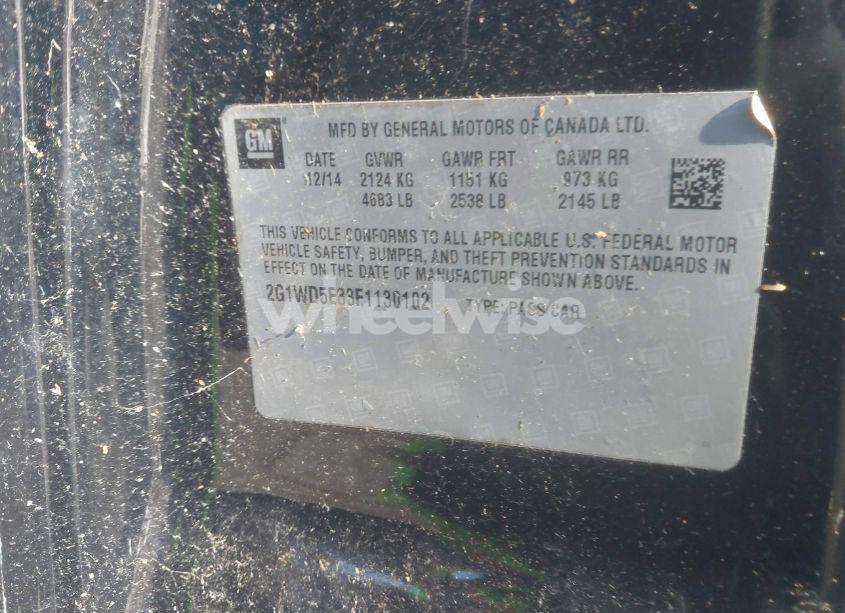 GM
MFD BY GENERAL MOTORS OF CANADA LTD.
DATE GVWR GAWR FRT GAWR RR
12/14 2124 KG 1151 KG 973 KG
4683 LB 2538 LB 2145 LB
THIS VEHICLE CONFORMS TO ALL APPLICABLE U.S. FEDERAL MOTOR
VEHICLE SAFETY, BUMPER, AND THEFT PREVENTION STANDARDS IN
EFFECT ON THE DATE OF MANUFACTURE SHOWN ABOVE.
2G1WD5E33F1130102 TYPE: PASS CAR
wheelwise